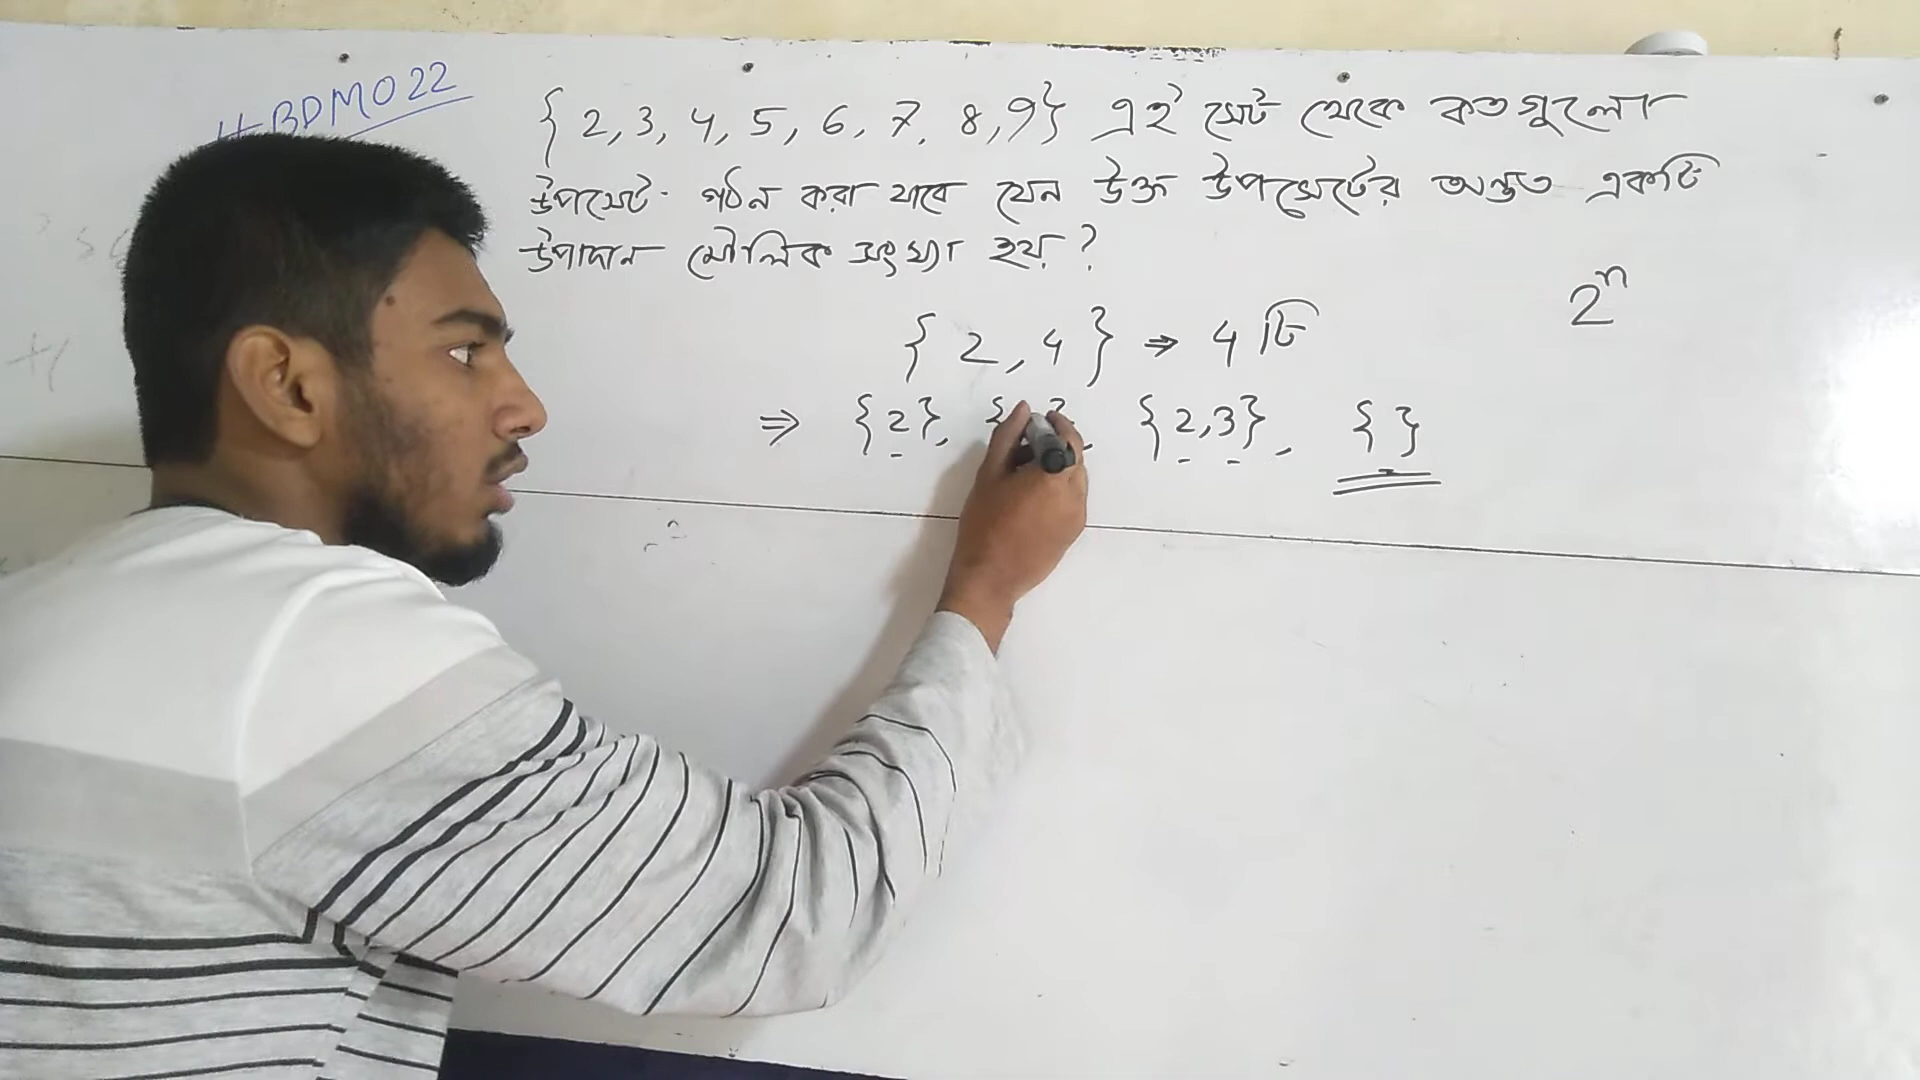 #BDMO22
{2, 3, 4, 5, 6, 7, 8, 9} এই সেট থেকে কতগুলো
উপসেট গঠন করা যাবে যেন উক্ত উপসেটের অন্তত একটি
উপাদান মৌলিক সংখ্যা হয়?
2ⁿ
{2, 4} ⇒ 4 টি
⇒ {2}, {2,3}, { }